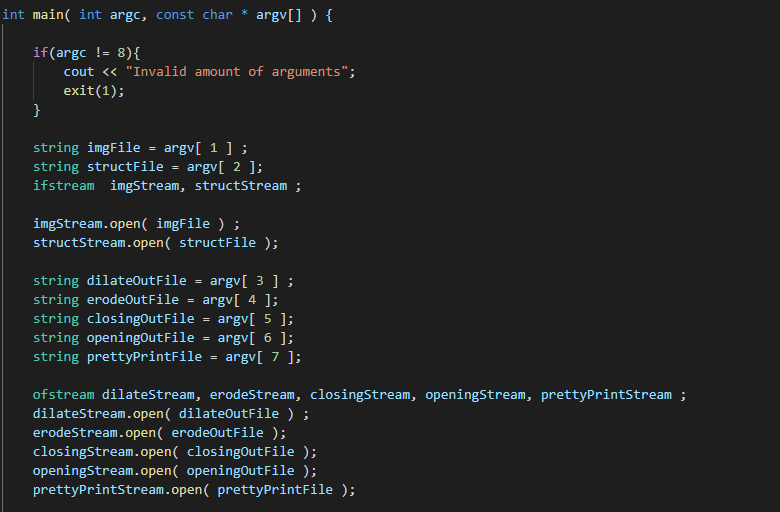 int main( int argc, const char * argv[] ) {
if(argc != 8){
cout << "Invalid amount of arguments";
exit(1);
}
string imgFile = argv[ 1 ] ;
string structFile = argv[ 2 ];
ifstream  imgStream, structStream ;
imgStream.open( imgFile ) ;
structStream.open( structFile );
string dilateOutFile = argv[ 3 ] ;
string erodeOutFile = argv[ 4 ];
string closingOutFile = argv[ 5 ];
string openingOutFile = argv[ 6 ];
string prettyPrintFile = argv[ 7 ];
ofstream dilateStream, erodeStream, closingStream, openingStream, prettyPrintStream ;
dilateStream.open( dilateOutFile ) ;
erodeStream.open( erodeOutFile );
closingStream.open( closingOutFile );
openingStream.open( openingOutFile );
prettyPrintStream.open( prettyPrintFile );